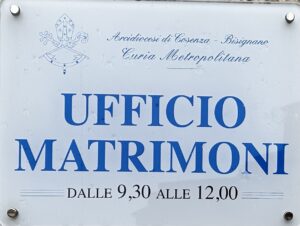 Arcidiocesi di Cosenza - Bisignano
Curia Metropolitana
UFFICIO
MATRIMONI
DALLE 9,30 ALLE 12,00